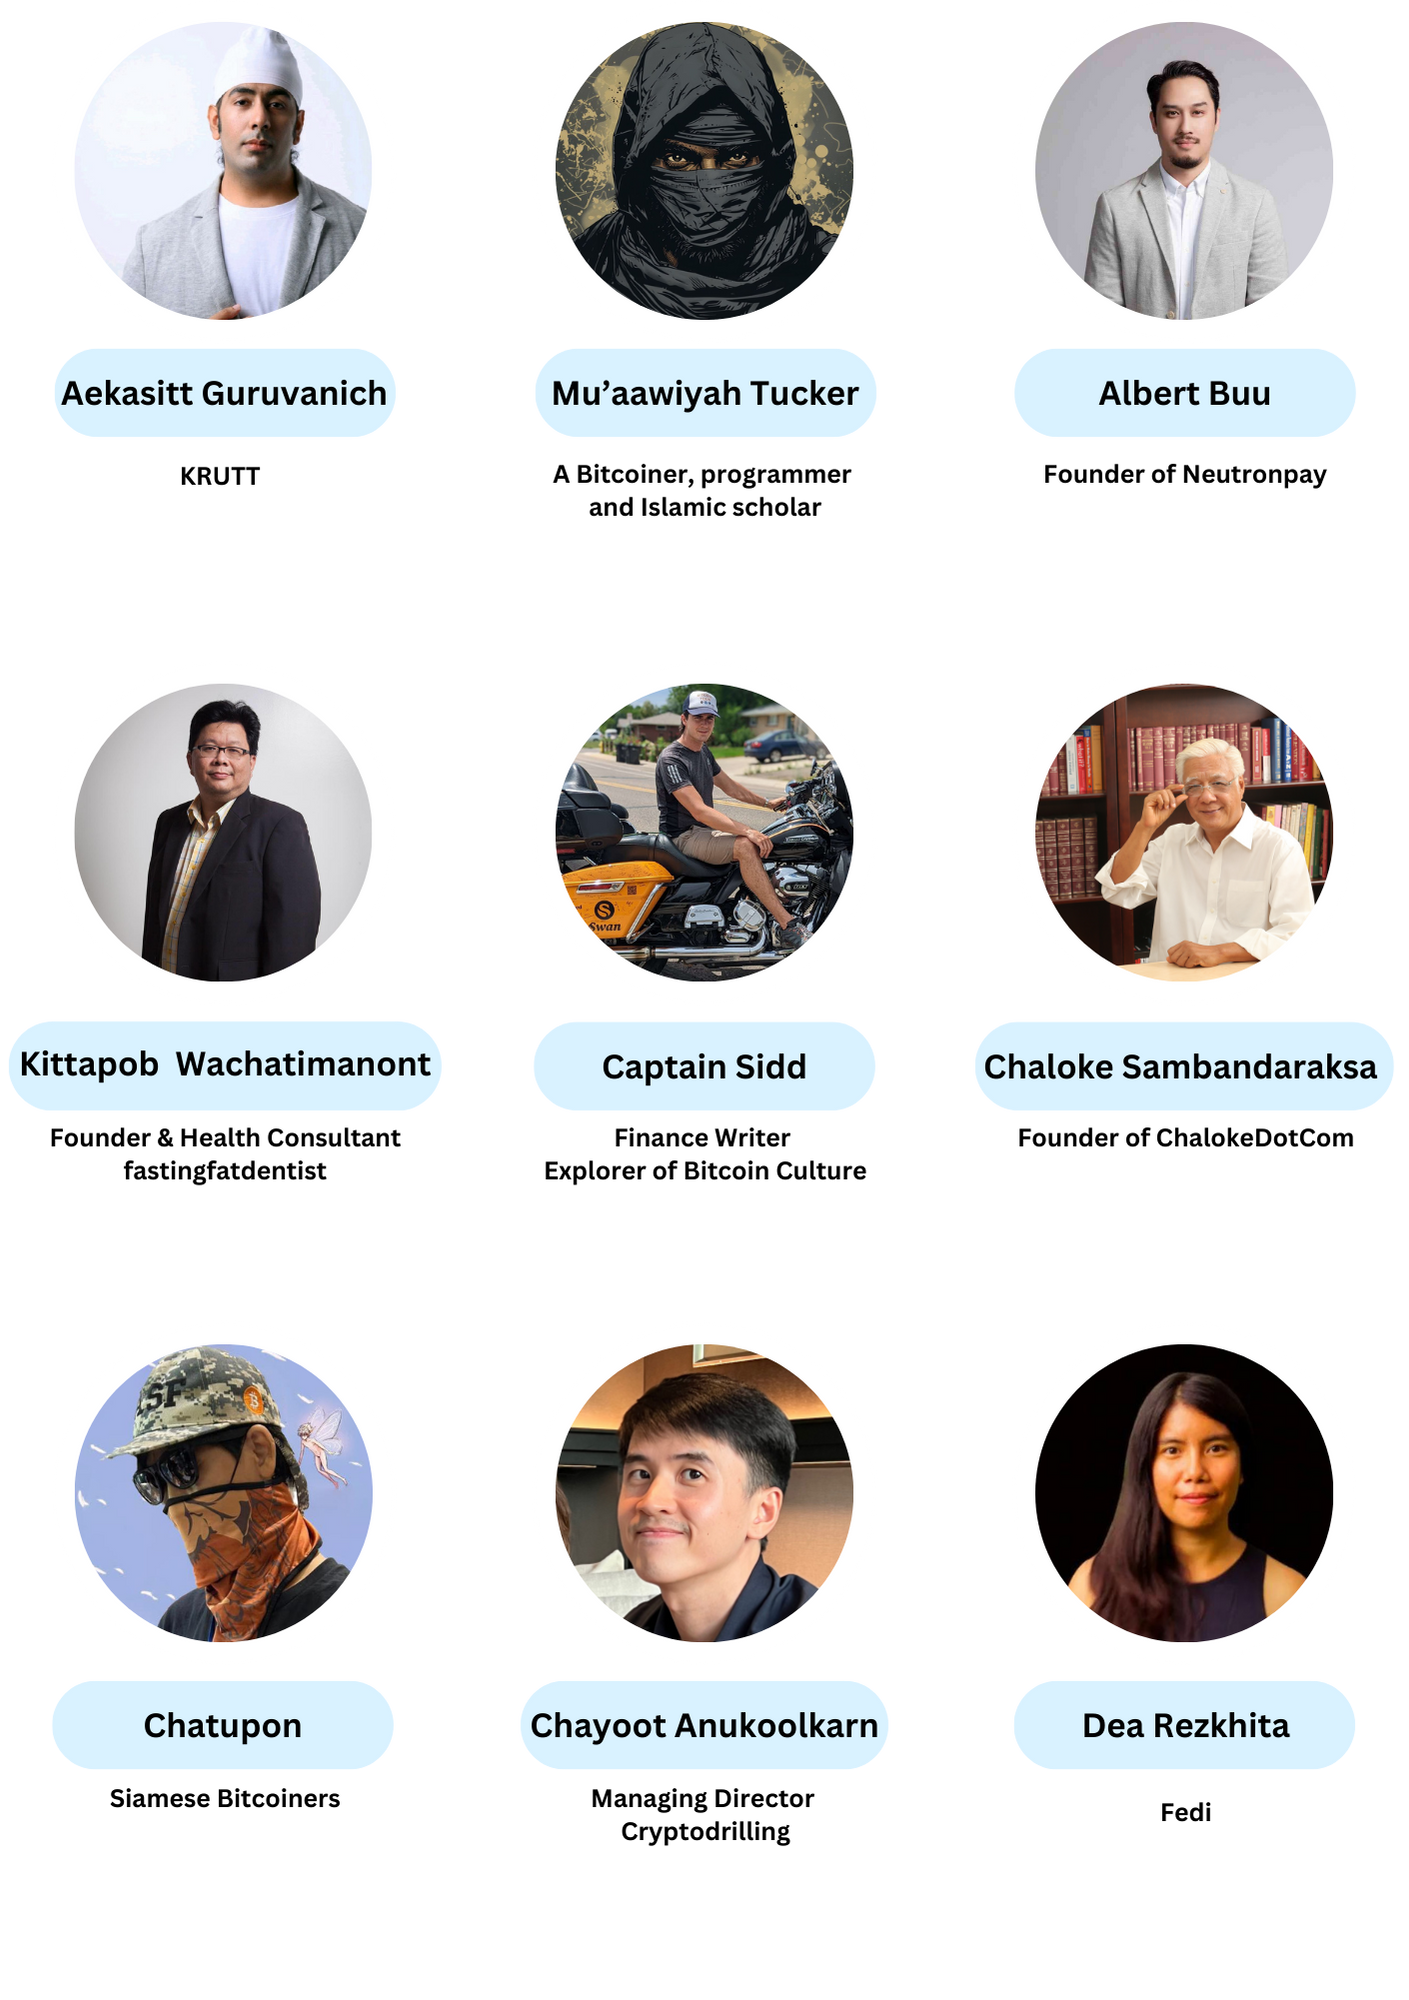 Aekasitt Guruvanich
KRUTT
Mu’aawiyah Tucker
A Bitcoiner, programmer
and Islamic scholar
Albert Buu
Founder of Neutronpay
Swan
Kittapob Wachatimanont
Founder & Health Consultant
fastingfatdentist
Captain Sidd
Finance Writer
Explorer of Bitcoin Culture
Chaloke Sambandaraksa
Founder of ChalokeDotCom
SF
Chatupon
Siamese Bitcoiners
Chayoot Anukoolkarn
Managing Director
Cryptodrilling
Dea Rezkhita
Fedi